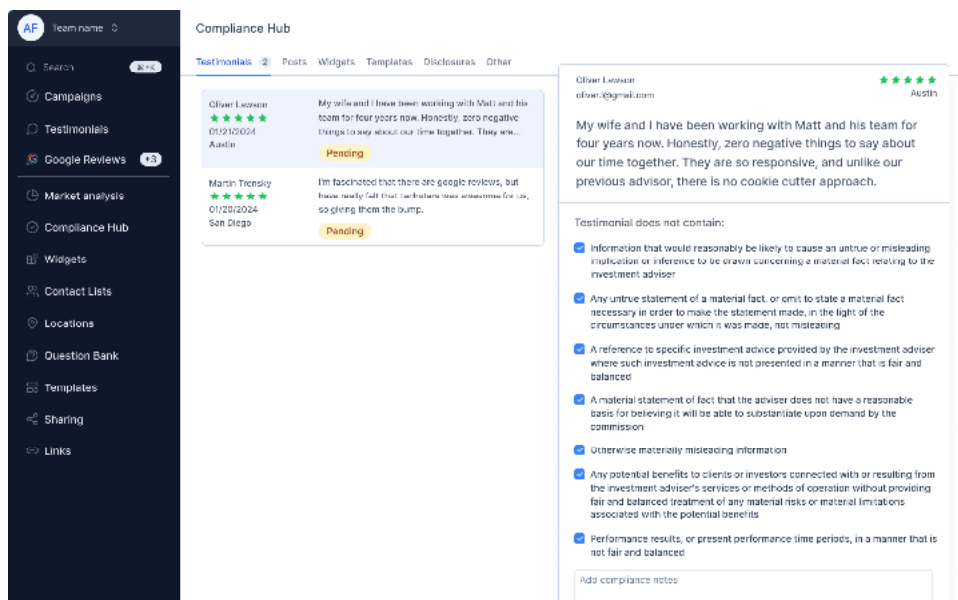 AF Team name
Search ⌘+K
Campaigns
Testimonials
Google Reviews +3
Market analysis
Compliance Hub
Widgets
Contact Lists
Locations
Question Bank
Templates
Sharing
Links
Compliance Hub
Testimonials 2 Posts Widgets Templates Disclosures Other
Oliver Lawson
01/21/2024
Austin
My wife and I have been working with Matt and his
team for four years now. Honestly, zero negative
things to say about our time together. They are...
Pending
Martin Trensky
01/20/2024
San Diego
I'm fascinated that there are google reviews, but
have really felt that techstars was awesome for us,
so giving them the bump.
Pending
Oliver Lawson
oliver.l@gmail.com
Austin
My wife and I have been working with Matt and his team for
four years now. Honestly, zero negative things to say about
our time together. They are so responsive, and unlike our
previous advisor, there is no cookie cutter approach.
Testimonial does not contain:
Information that would reasonably be likely to cause an untrue or misleading
implication or inference to be drawn concerning a material fact relating to the
investment adviser
Any untrue statement of a material fact, or omit to state a material fact
necessary in order to make the statement made, in the light of the
circumstances under which it was made, not misleading
A reference to specific investment advice provided by the investment adviser
where such investment advice is not presented in a manner that is fair and
balanced
A material statement of fact that the adviser does not have a reasonable
basis for believing it will be able to substantiate upon demand by the
commission
Otherwise materially misleading information
Any potential benefits to clients or investors connected with or resulting from
the investment adviser's services or methods of operation without providing
fair and balanced treatment of any material risks or material limitations
associated with the potential benefits
Performance results, or present performance time periods, in a manner that is
not fair and balanced
Add compliance notes